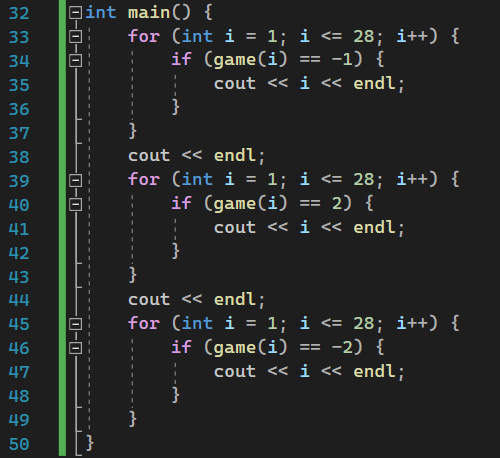 32 int main() {
33 for (int i = 1; i <= 28; i++) {
34 if (game(i) == -1) {
35 cout << i << endl;
36 }
37 }
38 cout << endl;
39 for (int i = 1; i <= 28; i++) {
40 if (game(i) == 2) {
41 cout << i << endl;
42 }
43 }
44 cout << endl;
45 for (int i = 1; i <= 28; i++) {
46 if (game(i) == -2) {
47 cout << i << endl;
48 }
49 }
50 }